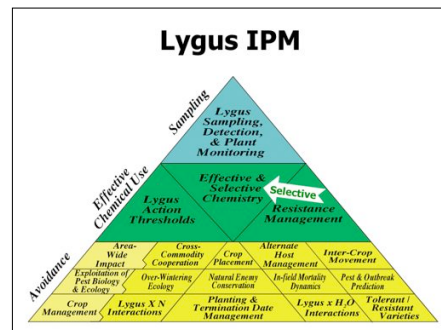 Lygus IPM
Sampling
Lygus
Sampling,
Detection,
& Plant
Monitoring
Effective
Chemical Use
Lygus
Action
Thresholds
Effective &
Selective
Chemistry
Selective
Resistance
Management
Avoidance
Area-
Wide
Impact
Cross-
Commodity
Cooperation
Crop
Placement
Alternate
Host
Management
Inter-Crop
Movement
Exploitation of
Pest Biology
& Ecology
Over-Wintering
Ecology
Natural Enemy
Conservation
In-field Mortality
Dynamics
Pest & Outbreak
Prediction
Crop
Management
Lygus X N
Interactions
Planting &
Termination Date
Management
Lygus x H₂O
Interactions
Tolerant /
Resistant
Varieties